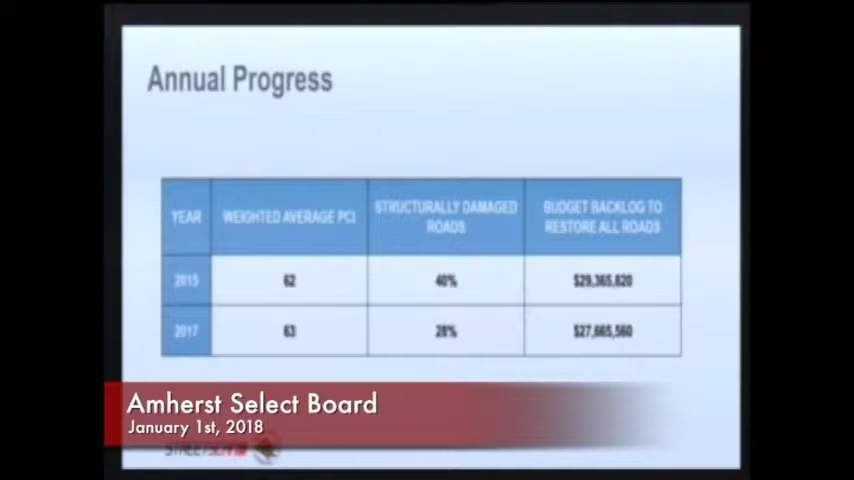 Annual Progress
YEAR
WEIGHTED AVERAGE PCI
STRUCTURALLY DAMAGED
ROADS
BUDGET BACKLOG TO
RESTORE ALL ROADS
2015
62
40%
$29,365,820
2017
63
28%
$27,665,560
Amherst Select Board
January 1st, 2018